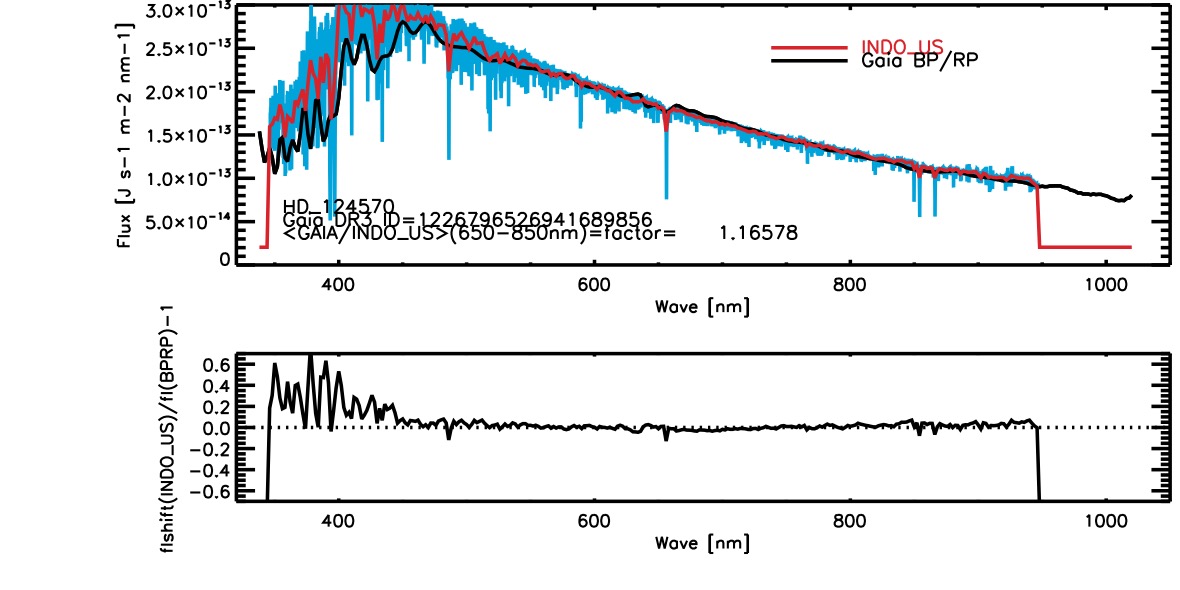 3.0×10−13
2.5×10−13
2.0×10−13
1.5×10−13
1.0×10−13
5.0×10−14
0
Flux [J s−1 m−2 nm−1]
INDO_US
Gaia BP/RP
HD_124570
Gaia DR3 ID=1226796526941689856
<GAIA/INDO_US>(650−850nm)=factor= 1.16578
400 600 800 1000
Wave [nm]
flshift(INDO_US)/fl(BPRP)−1
0.6
0.4
0.2
0.0
−0.2
−0.4
−0.6
400 600 800 1000
Wave [nm]